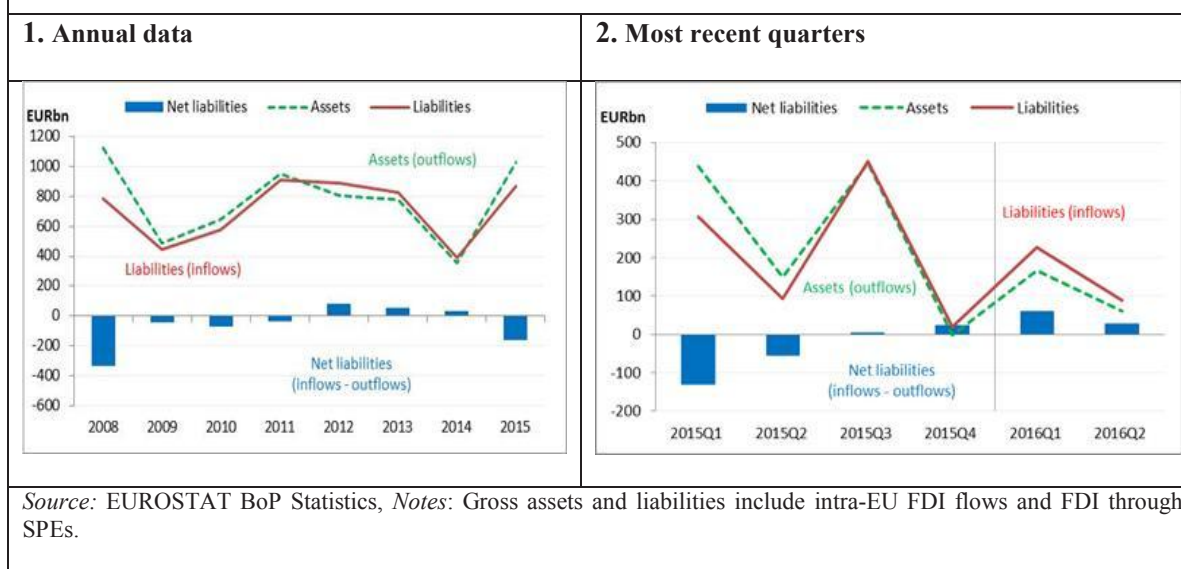 1. Annual data
2. Most recent quarters
Net liabilities Assets Liabilities
EURbn
1200
1000
800
600
400
200
0
-200
-400
-600
Assets (outflows)
Liabilities (inflows)
Net liabilities
(inflows - outflows)
2008 2009 2010 2011 2012 2013 2014 2015
Net liabilities Assets Liabilities
EURbn
500
400
300
200
100
0
-100
-200
Liabilities (inflows)
Assets (outflows)
Net liabilities
(inflows - outflows)
2015Q1 2015Q2 2015Q3 2015Q4 2016Q1 2016Q2
Source: EUROSTAT BoP Statistics, Notes: Gross assets and liabilities include intra-EU FDI flows and FDI through
SPEs.